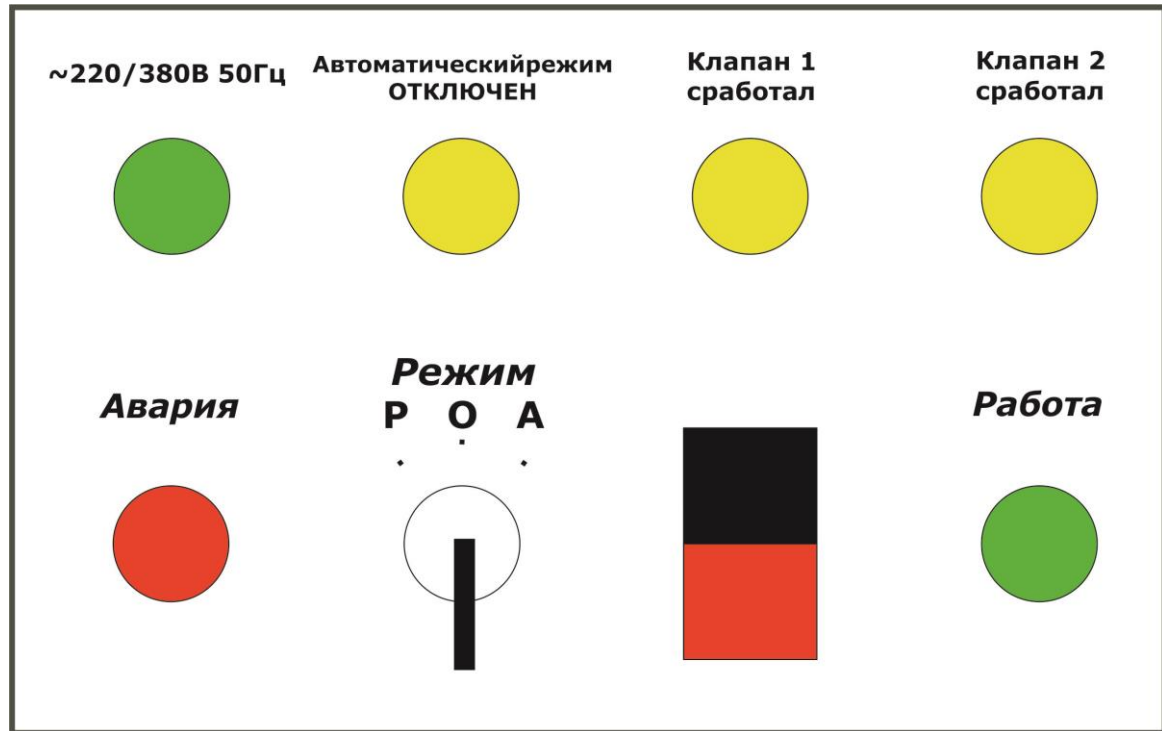 ~220/380В 50Гц
Автоматическийрежим
ОТКЛЮЧЕН
Клапан 1
сработал
Клапан 2
сработал
Авария
Режим
Р О А
Работа